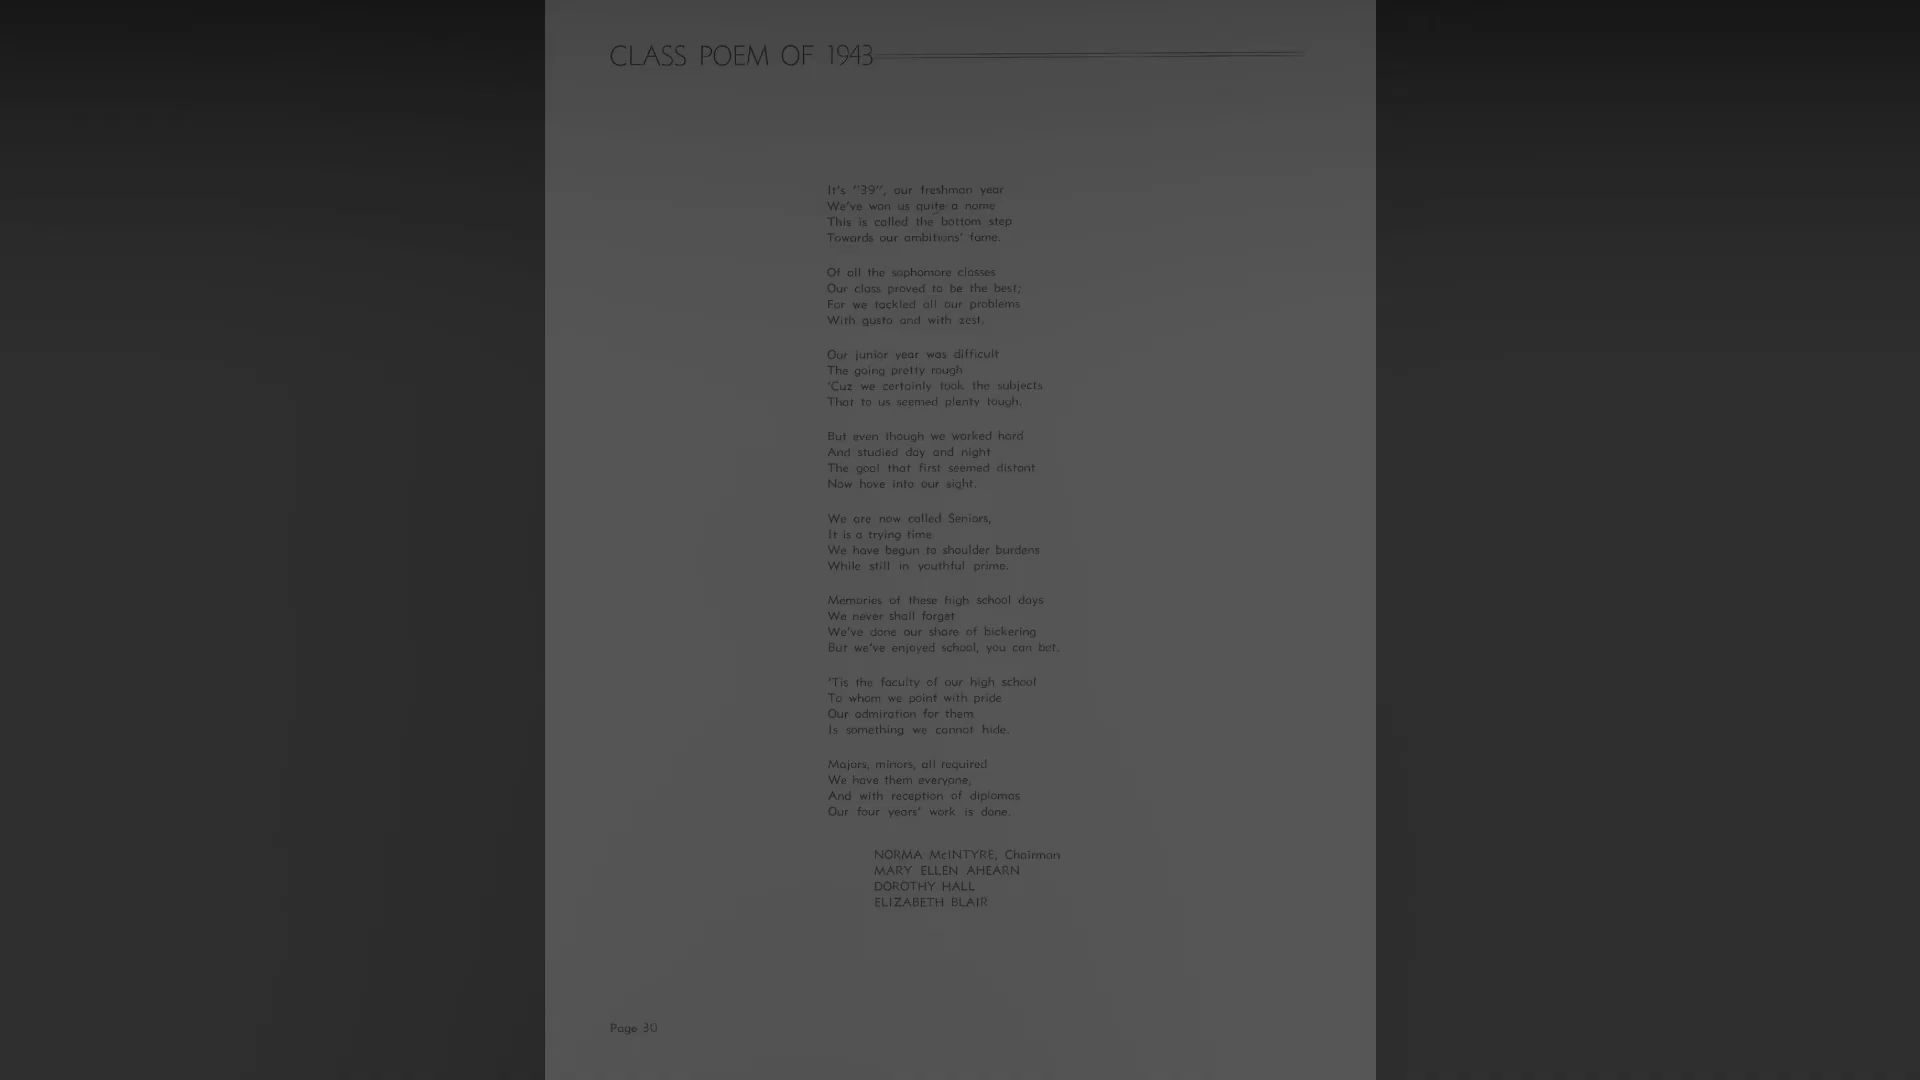 CLASS POEM OF 1943
It's "39", our freshman year
We've won us quite a name
This is called the bottom step
Towards our ambitions' fame.
Of all the sophomore classes
Our class proved to be the best;
For we tackled all our problems
With gusto and with zest.
Our junior year was difficult
The going pretty rough
'Cuz we certainly took the subjects
That to us seemed plenty tough.
But even though we worked hard
And studied day and night
The goal that first seemed distant
Now hove into our sight.
We are now called Seniors,
It is a trying time
We have begun to shoulder burdens
While still in youthful prime.
Memories of these high school days
We never shall forget
We've done our share of bickering
But we've enjoyed school, you can bet.
'Tis the faculty of our high school
To whom we point with pride
Our admiration for them
Is something we cannot hide.
Majors, minors, all required
We have them everyone,
And with reception of diplomas
Our four years' work is done.
NORMA McINTYRE, Chairman
MARY ELLEN AHEARN
DOROTHY HALL
ELIZABETH BLAIR
Page 30